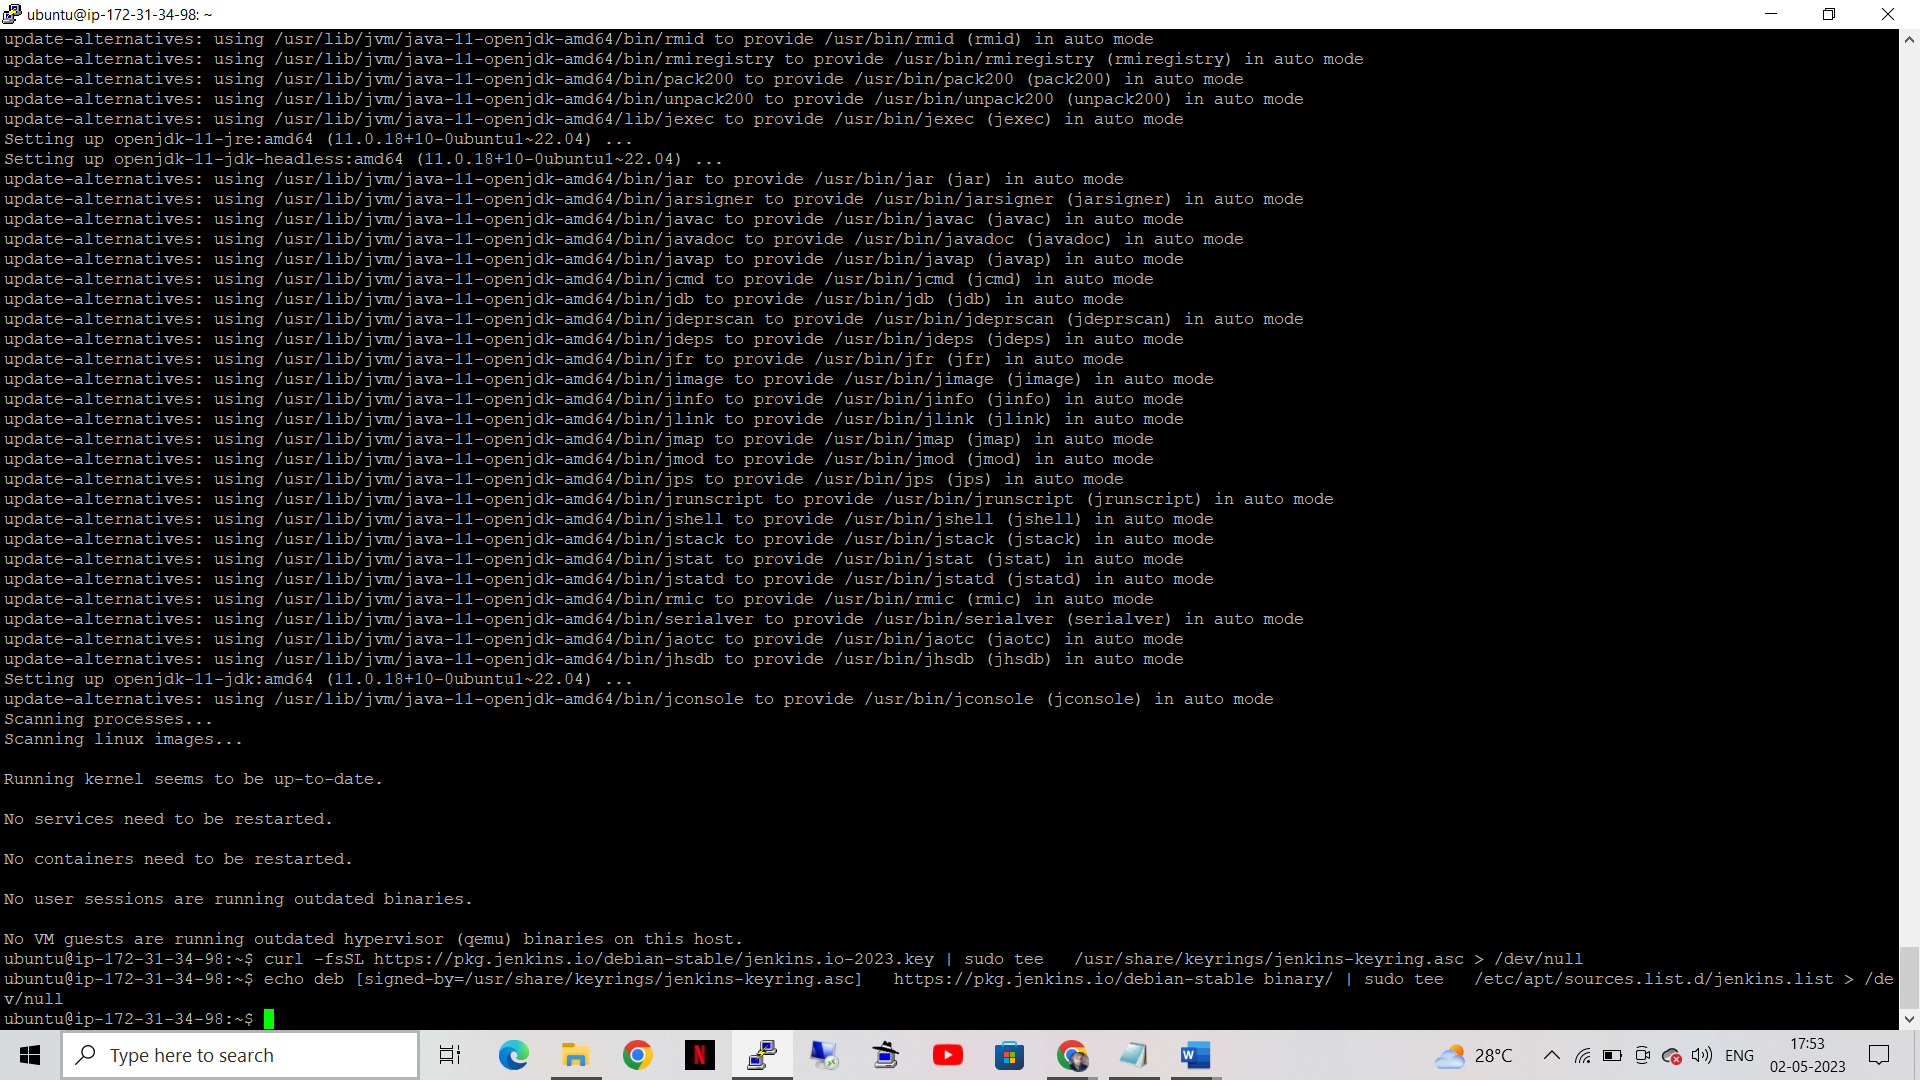 ubuntu@ip-172-31-34-98: ~
update-alternatives: using /usr/lib/jvm/java-11-openjdk-amd64/bin/rmid to provide /usr/bin/rmid (rmid) in auto mode
update-alternatives: using /usr/lib/jvm/java-11-openjdk-amd64/bin/rmiregistry to provide /usr/bin/rmiregistry (rmiregistry) in auto mode
update-alternatives: using /usr/lib/jvm/java-11-openjdk-amd64/bin/pack200 to provide /usr/bin/pack200 (pack200) in auto mode
update-alternatives: using /usr/lib/jvm/java-11-openjdk-amd64/bin/unpack200 to provide /usr/bin/unpack200 (unpack200) in auto mode
update-alternatives: using /usr/lib/jvm/java-11-openjdk-amd64/lib/jexec to provide /usr/bin/jexec (jexec) in auto mode
Setting up openjdk-11-jre:amd64 (11.0.18+10-0ubuntu1~22.04) ...
Setting up openjdk-11-jdk-headless:amd64 (11.0.18+10-0ubuntu1~22.04) ...
update-alternatives: using /usr/lib/jvm/java-11-openjdk-amd64/bin/jar to provide /usr/bin/jar (jar) in auto mode
update-alternatives: using /usr/lib/jvm/java-11-openjdk-amd64/bin/jarsigner to provide /usr/bin/jarsigner (jarsigner) in auto mode
update-alternatives: using /usr/lib/jvm/java-11-openjdk-amd64/bin/javac to provide /usr/bin/javac (javac) in auto mode
update-alternatives: using /usr/lib/jvm/java-11-openjdk-amd64/bin/javadoc to provide /usr/bin/javadoc (javadoc) in auto mode
update-alternatives: using /usr/lib/jvm/java-11-openjdk-amd64/bin/javap to provide /usr/bin/javap (javap) in auto mode
update-alternatives: using /usr/lib/jvm/java-11-openjdk-amd64/bin/jcmd to provide /usr/bin/jcmd (jcmd) in auto mode
update-alternatives: using /usr/lib/jvm/java-11-openjdk-amd64/bin/jdb to provide /usr/bin/jdb (jdb) in auto mode
update-alternatives: using /usr/lib/jvm/java-11-openjdk-amd64/bin/jdeprscan to provide /usr/bin/jdeprscan (jdeprscan) in auto mode
update-alternatives: using /usr/lib/jvm/java-11-openjdk-amd64/bin/jdeps to provide /usr/bin/jdeps (jdeps) in auto mode
update-alternatives: using /usr/lib/jvm/java-11-openjdk-amd64/bin/jfr to provide /usr/bin/jfr (jfr) in auto mode
update-alternatives: using /usr/lib/jvm/java-11-openjdk-amd64/bin/jimage to provide /usr/bin/jimage (jimage) in auto mode
update-alternatives: using /usr/lib/jvm/java-11-openjdk-amd64/bin/jinfo to provide /usr/bin/jinfo (jinfo) in auto mode
update-alternatives: using /usr/lib/jvm/java-11-openjdk-amd64/bin/jlink to provide /usr/bin/jlink (jlink) in auto mode
update-alternatives: using /usr/lib/jvm/java-11-openjdk-amd64/bin/jmap to provide /usr/bin/jmap (jmap) in auto mode
update-alternatives: using /usr/lib/jvm/java-11-openjdk-amd64/bin/jmod to provide /usr/bin/jmod (jmod) in auto mode
update-alternatives: using /usr/lib/jvm/java-11-openjdk-amd64/bin/jps to provide /usr/bin/jps (jps) in auto mode
update-alternatives: using /usr/lib/jvm/java-11-openjdk-amd64/bin/jrunscript to provide /usr/bin/jrunscript (jrunscript) in auto mode
update-alternatives: using /usr/lib/jvm/java-11-openjdk-amd64/bin/jshell to provide /usr/bin/jshell (jshell) in auto mode
update-alternatives: using /usr/lib/jvm/java-11-openjdk-amd64/bin/jstack to provide /usr/bin/jstack (jstack) in auto mode
update-alternatives: using /usr/lib/jvm/java-11-openjdk-amd64/bin/jstat to provide /usr/bin/jstat (jstat) in auto mode
update-alternatives: using /usr/lib/jvm/java-11-openjdk-amd64/bin/jstatd to provide /usr/bin/jstatd (jstatd) in auto mode
update-alternatives: using /usr/lib/jvm/java-11-openjdk-amd64/bin/rmic to provide /usr/bin/rmic (rmic) in auto mode
update-alternatives: using /usr/lib/jvm/java-11-openjdk-amd64/bin/serialver to provide /usr/bin/serialver (serialver) in auto mode
update-alternatives: using /usr/lib/jvm/java-11-openjdk-amd64/bin/jaotc to provide /usr/bin/jaotc (jaotc) in auto mode
update-alternatives: using /usr/lib/jvm/java-11-openjdk-amd64/bin/jhsdb to provide /usr/bin/jhsdb (jhsdb) in auto mode
Setting up openjdk-11-jdk:amd64 (11.0.18+10-0ubuntu1~22.04) ...
update-alternatives: using /usr/lib/jvm/java-11-openjdk-amd64/bin/jconsole to provide /usr/bin/jconsole (jconsole) in auto mode
Scanning processes...
Scanning linux images...
Running kernel seems to be up-to-date.
No services need to be restarted.
No containers need to be restarted.
No user sessions are running outdated binaries.
No VM guests are running outdated hypervisor (qemu) binaries on this host.
ubuntu@ip-172-31-34-98:~$ curl -fsSL https://pkg.jenkins.io/debian-stable/jenkins.io-2023.key | sudo tee   /usr/share/keyrings/jenkins-keyring.asc > /dev/null
ubuntu@ip-172-31-34-98:~$ echo deb [signed-by=/usr/share/keyrings/jenkins-keyring.asc]   https://pkg.jenkins.io/debian-stable binary/ | sudo tee   /etc/apt/sources.list.d/jenkins.list > /de
v/null
ubuntu@ip-172-31-34-98:~$
Type here to search
28°C
ENG
17:53
02-05-2023